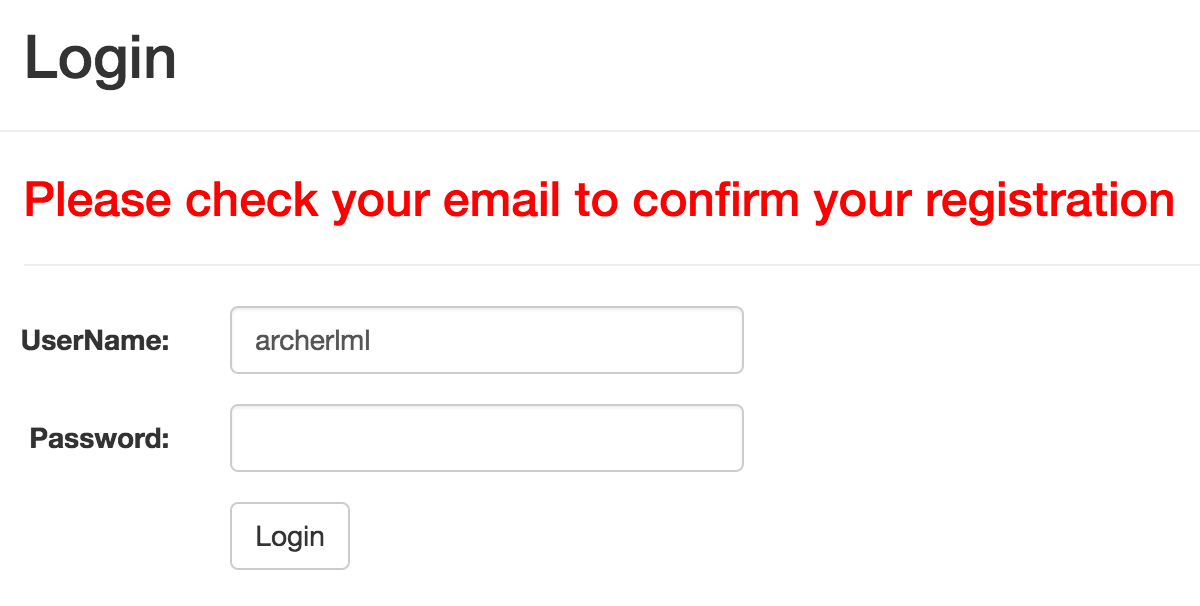 Login
Please check your email to confirm your registration
UserName:
archerlml
Password:
Login